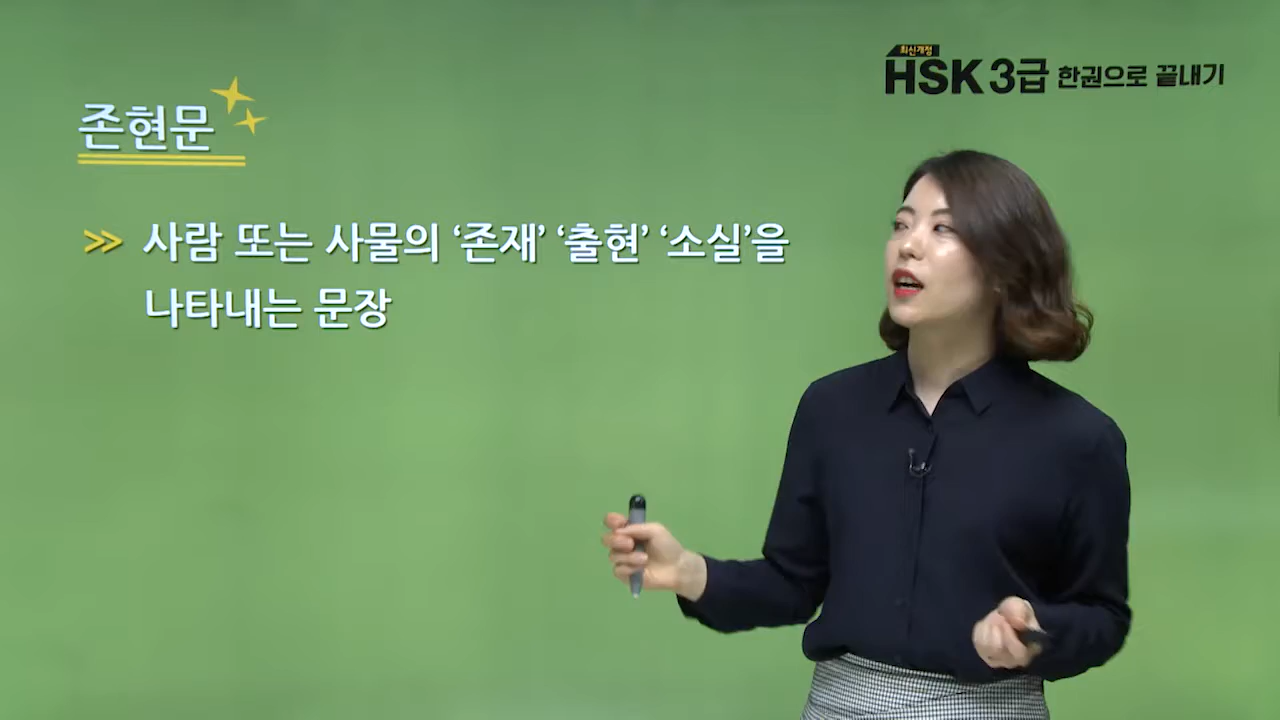 최신개정
HSK 3급 한권으로 끝내기
존현문
사람 또는 사물의 ‘존재’ ‘출현’ ‘소실’을
나타내는 문장